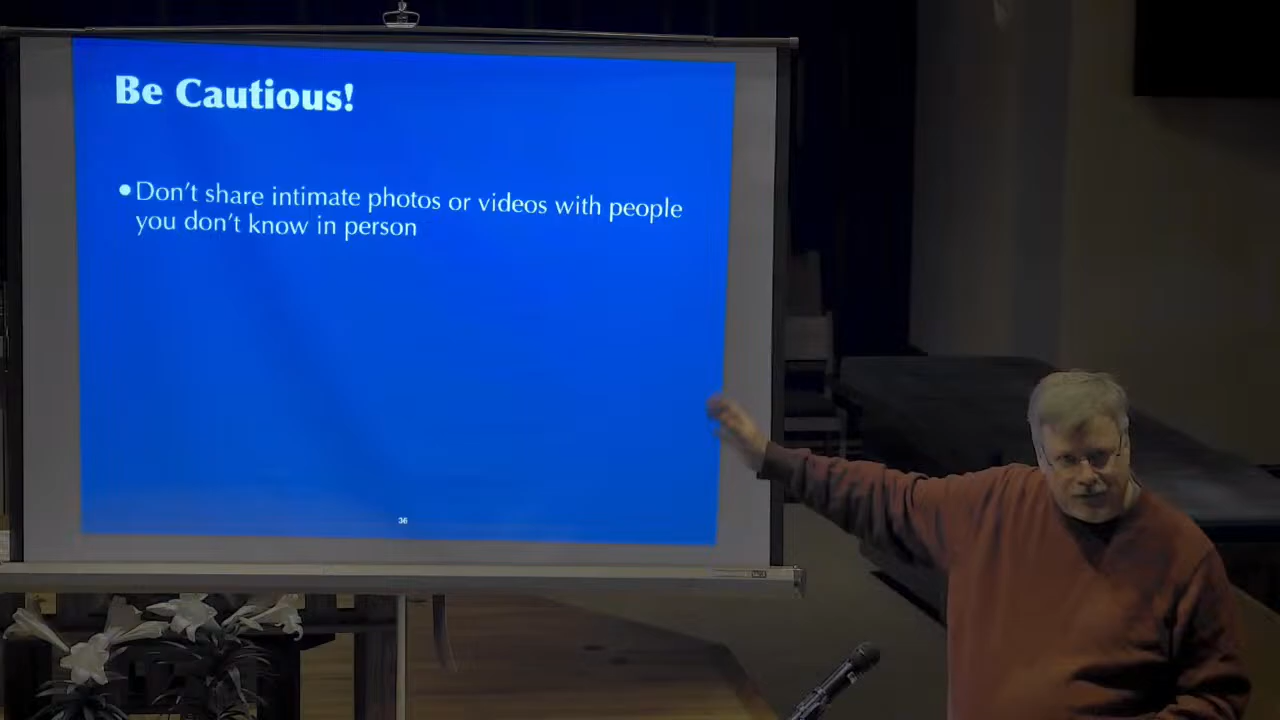 Be Cautious!
•Don't share intimate photos or videos with people
you don't know in person
36